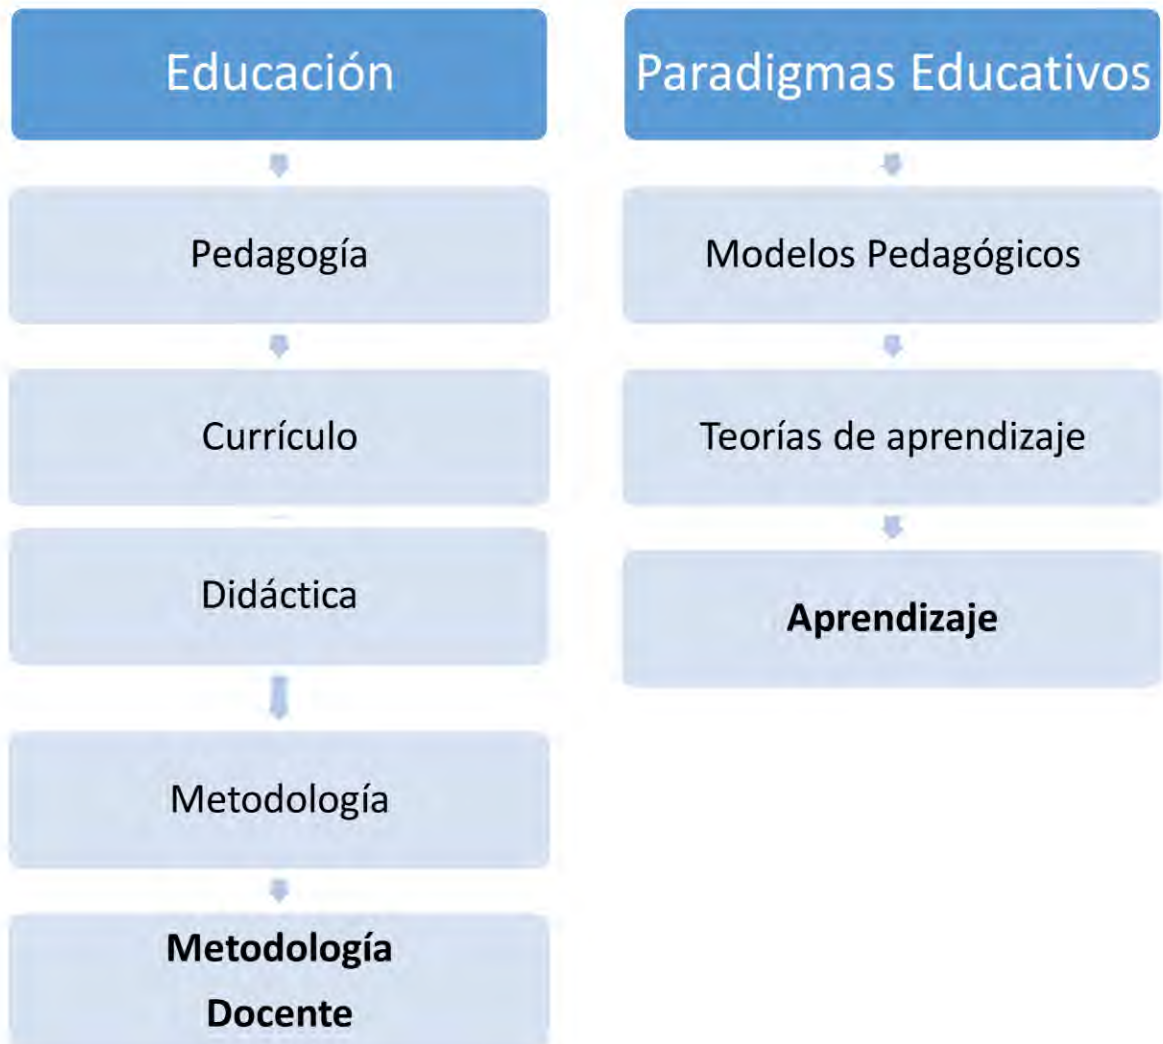 Educación
Pedagogía
Currículo
Didáctica
Metodología
Metodología
Docente
Paradigmas Educativos
Modelos Pedagógicos
Teorías de aprendizaje
Aprendizaje